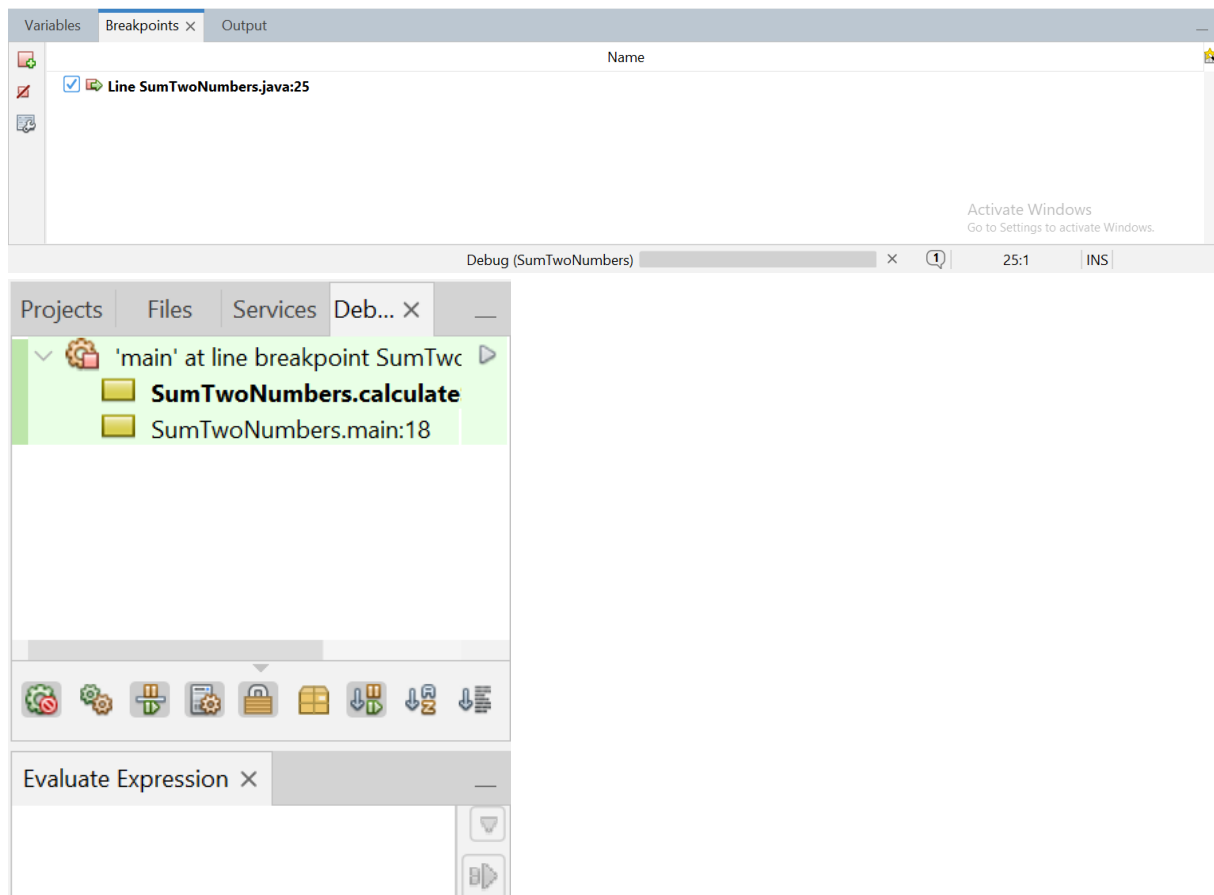 Variables Breakpoints Output
Name
Line SumTwoNumbers.java:25
Activate Windows
Go to Settings to activate Windows.
Debug (SumTwoNumbers) 1 25:1 INS
Projects Files Services Deb...
'main' at line breakpoint SumTwo
SumTwoNumbers.calculate
SumTwoNumbers.main:18
Evaluate Expression